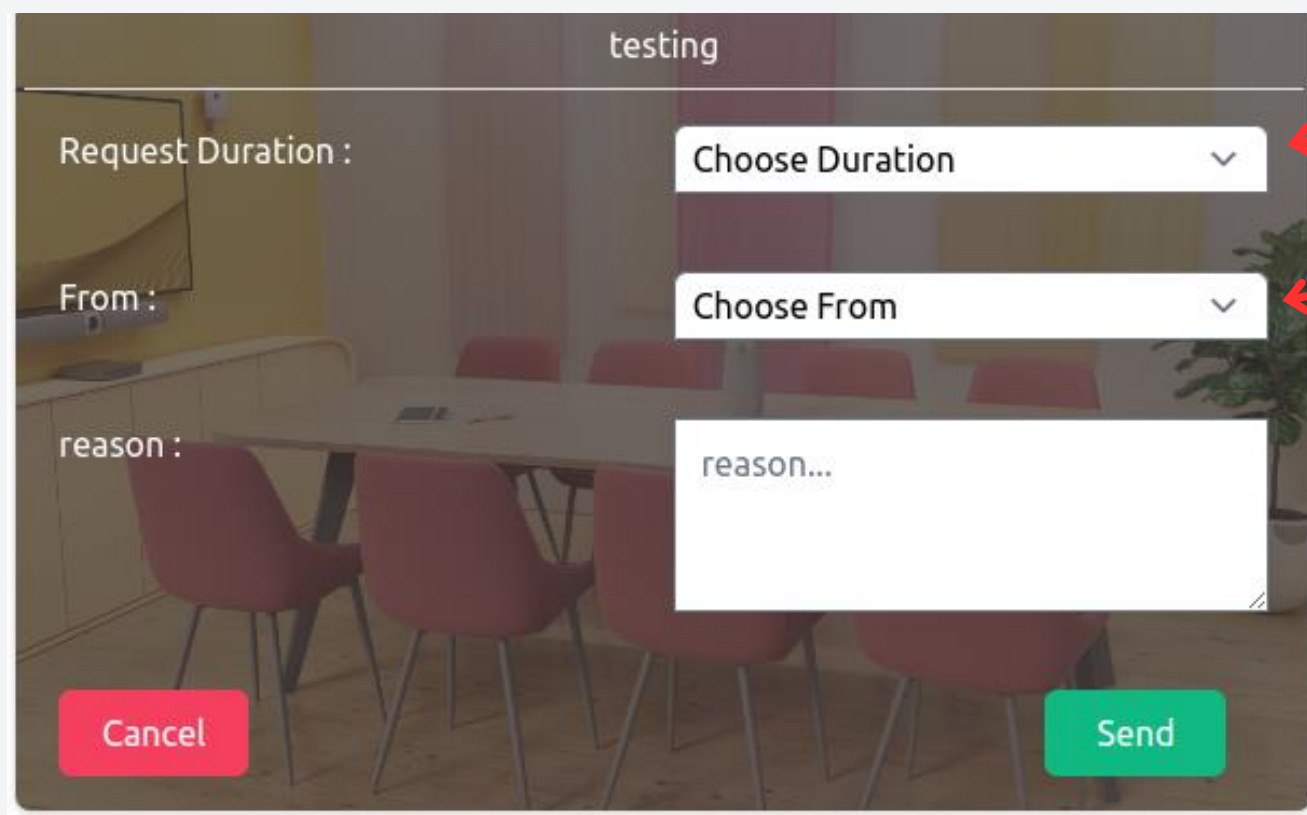 testing
Request Duration :
Choose Duration
From :
Choose From
reason :
reason...
Cancel
Send